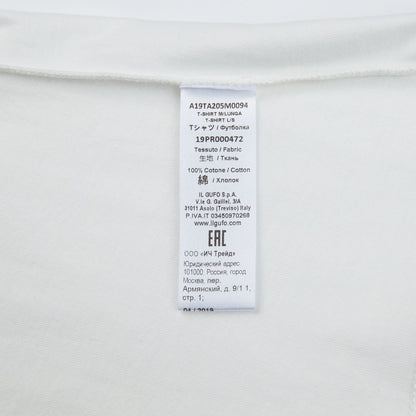 A19TA205M0094
T-SHIRT M/LUNGA
T-SHIRT L/S
Tシャツ / Футболка
19PR000472
Tessuto / Fabric
生地 / Ткань
100% Cotone / Cotton
綿 / Хлопок
IL GUFO S.p.A.
V.le G. Galilei, 3/A
31011 Asolo (Treviso) Italy
P.IVA.IT 03450970268
www.ilgufo.com
EAC
ООО «ИЧ Трейд»
Юридический адрес
101000, Россия, город
Москва, пер.
Армянский, д. 9/1 1,
стр. 1;
04 / 2019